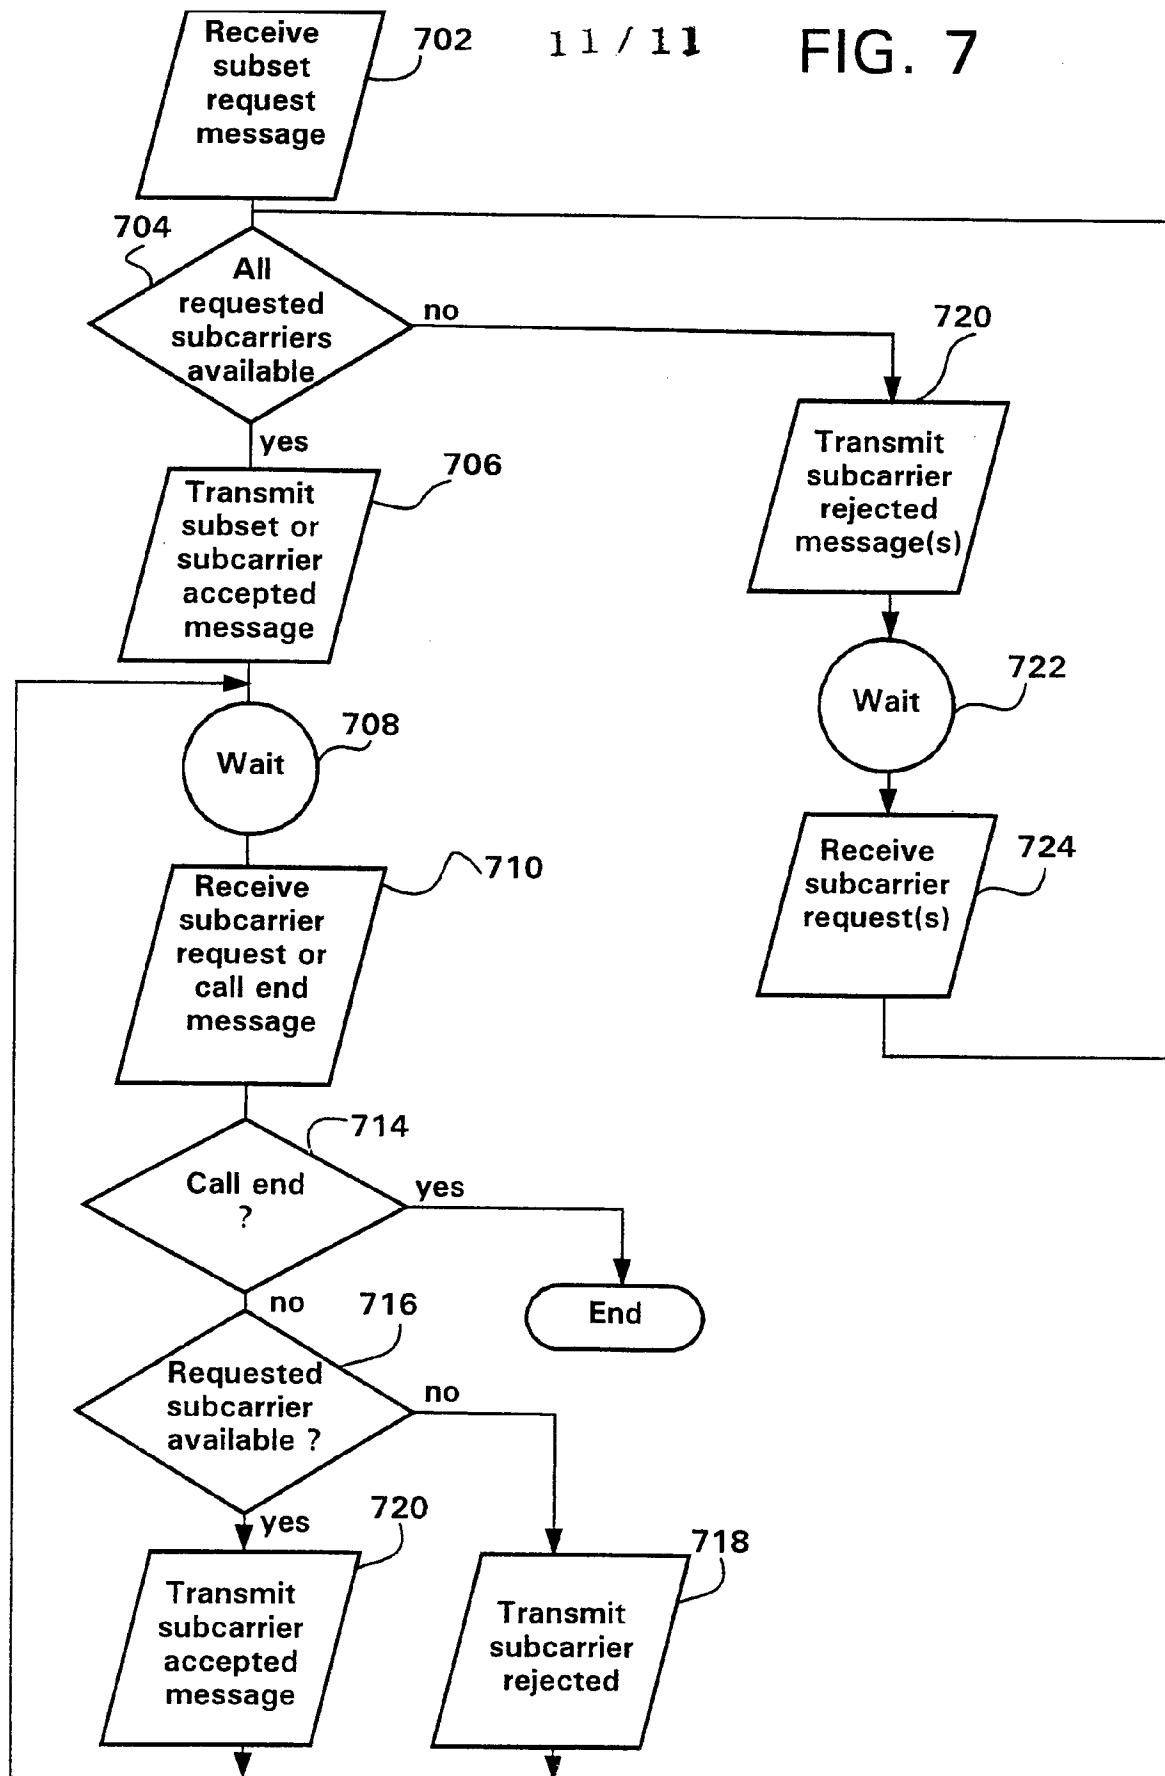 11/11
FIG. 7
Receive
subset
request
message
702
704
All
requested
subcarriers
available
no
yes
720
Transmit
subcarrier
rejected
message(s)
706
Transmit
subset or
subcarrier
accepted
message
722
Wait
708
Wait
724
Receive
subcarrier
request(s)
710
Receive
subcarrier
request or
call end
message
714
Call end
?
yes
End
no
716
Requested
subcarrier
available ?
no
yes
720
Transmit
subcarrier
accepted
message
718
Transmit
subcarrier
rejected